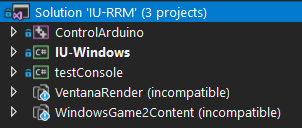 Solution 'IU-RRM' (3 projects)
ControlArduino
C# IU-Windows
C# testConsole
VentanaRender (incompatible)
WindowsGame2Content (incompatible)